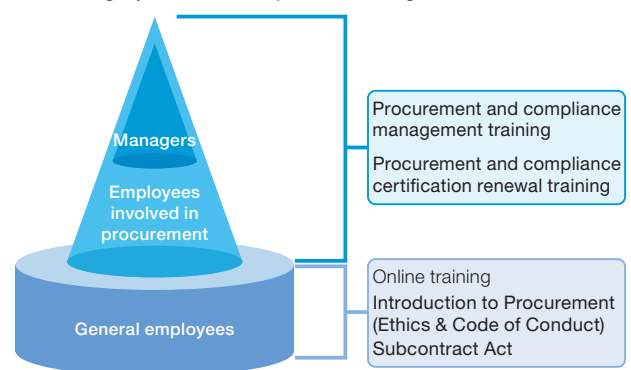 Managers
Employees
involved in
procurement
General employees
Procurement and compliance
management training
Procurement and compliance
certification renewal training
Online training
Introduction to Procurement
(Ethics & Code of Conduct)
Subcontract Act